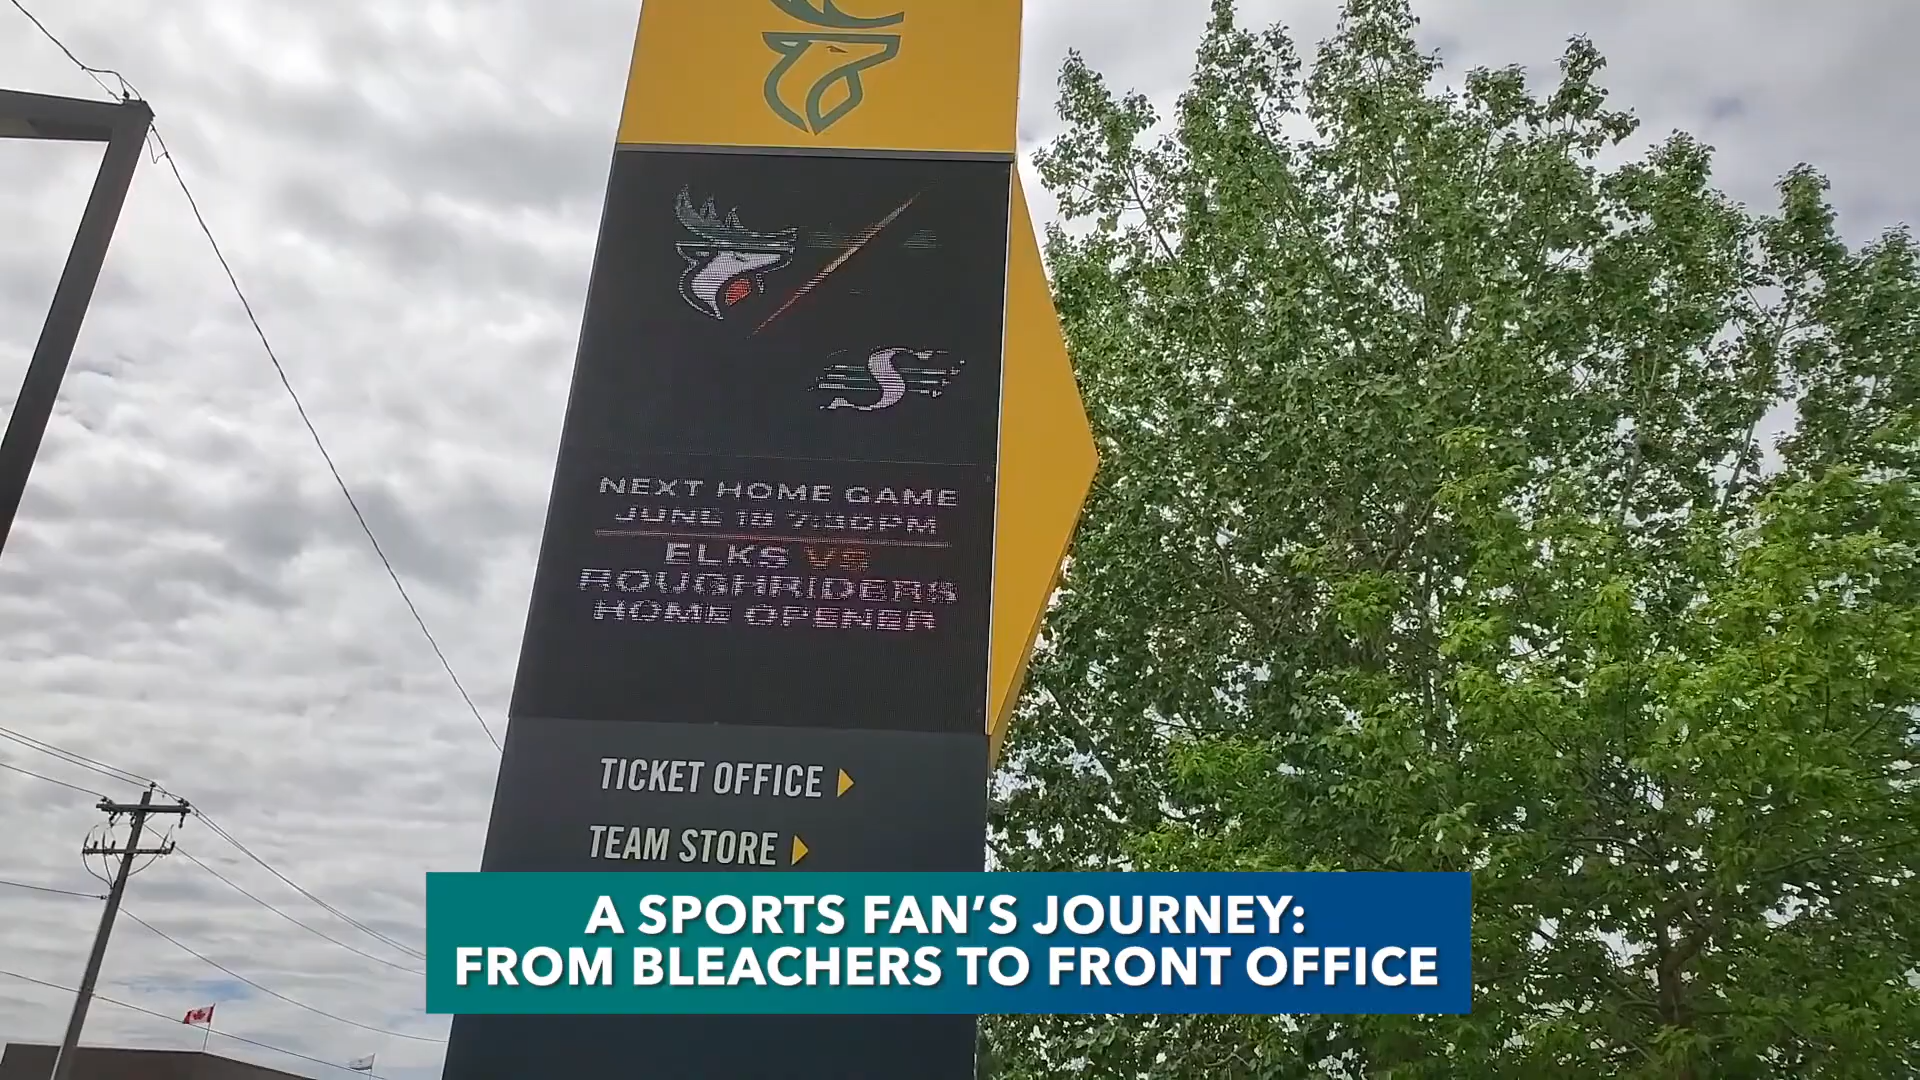 NEXT HOME GAME
JUNE 18 7:30PM
ELKS VS
ROUGHRIDERS
HOME OPENER
TICKET OFFICE
TEAM STORE
A SPORTS FAN’S JOURNEY:
FROM BLEACHERS TO FRONT OFFICE